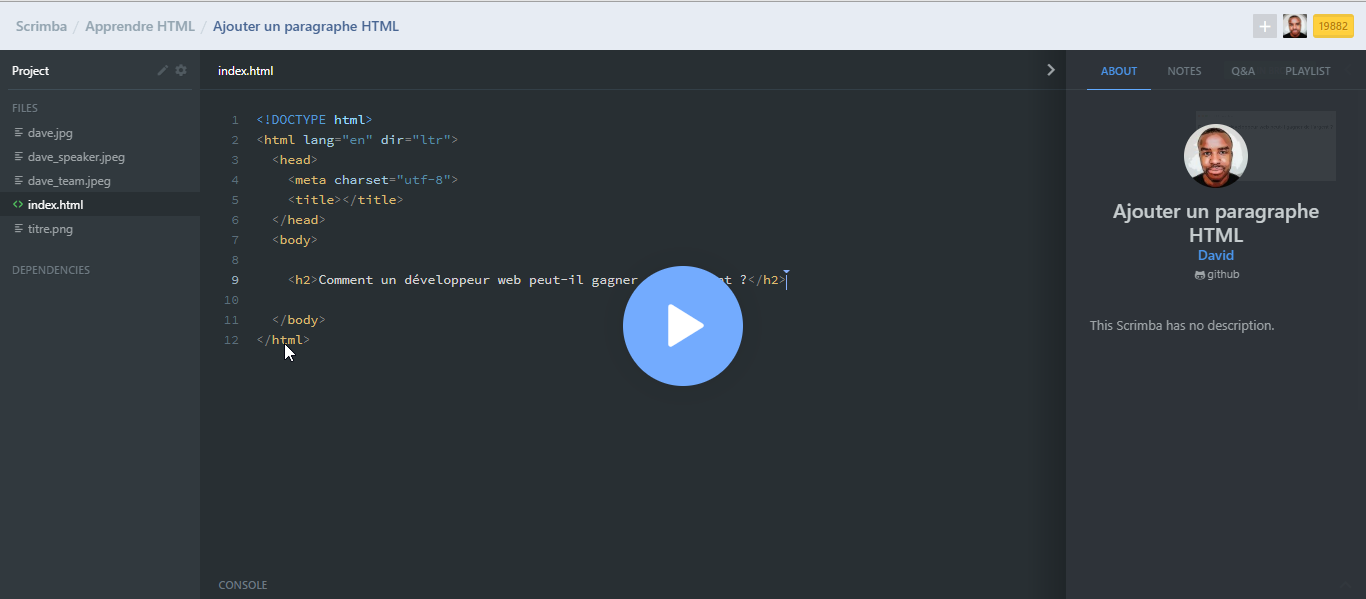 Scrimba / Apprendre HTML / Ajouter un paragraphe HTML
19882
Project
FILES
dave.jpg
dave_speaker.jpeg
dave_team.jpeg
<> index.html
titre.png
DEPENDENCIES
index.html
1 <!DOCTYPE html>
2 <html lang="en" dir="ltr">
3 <head>
4 <meta charset="utf-8">
5 <title></title>
6 </head>
7 <body>
8
9 <h2>Comment un développeur web peut-il gagner ?</h2>
10
11 </body>
12 </html>
CONSOLE
ABOUT NOTES Q&A PLAYLIST
Ajouter un paragraphe
HTML
David
github
This Scrimba has no description.